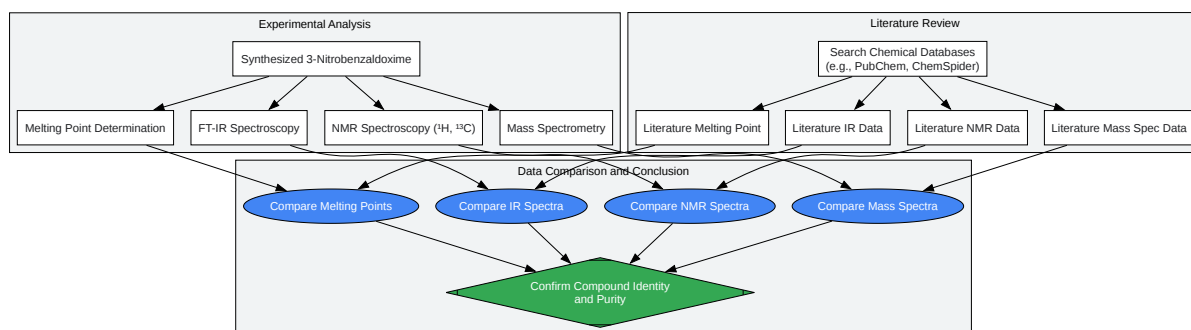 Experimental Analysis
Literature Review
Synthesized 3-Nitrobenzaldoxime
Search Chemical Databases
(e.g., PubChem, ChemSpider)
Melting Point Determination
FT-IR Spectroscopy
NMR Spectroscopy (¹H, ¹³C)
Mass Spectrometry
Literature Melting Point
Literature IR Data
Literature NMR Data
Literature Mass Spec Data
Data Comparison and Conclusion
Compare Melting Points
Compare IR Spectra
Compare NMR Spectra
Compare Mass Spectra
Confirm Compound Identity
and Purity